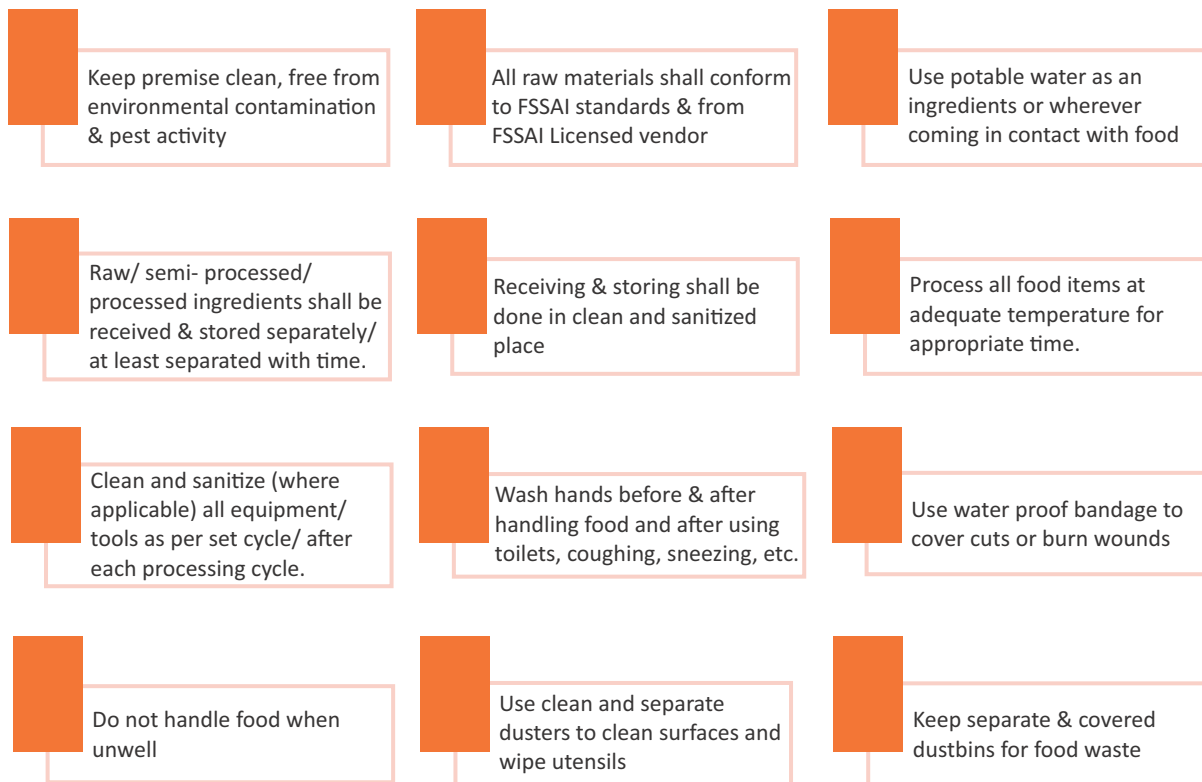 Keep premise clean, free from
environmental contamination
& pest activity
All raw materials shall conform
to FSSAI standards & from
FSSAI Licensed vendor
Use potable water as an
ingredients or wherever
coming in contact with food
Raw/ semi- processed/
processed ingredients shall be
received & stored separately/
at least separated with time.
Receiving & storing shall be
done in clean and sanitized
place
Process all food items at
adequate temperature for
appropriate time.
Clean and sanitize (where
applicable) all equipment/
tools as per set cycle/ after
each processing cycle.
Wash hands before & after
handling food and after using
toilets, coughing, sneezing, etc.
Use water proof bandage to
cover cuts or burn wounds
Do not handle food when
unwell
Use clean and separate
dusters to clean surfaces and
wipe utensils
Keep separate & covered
dustbins for food waste